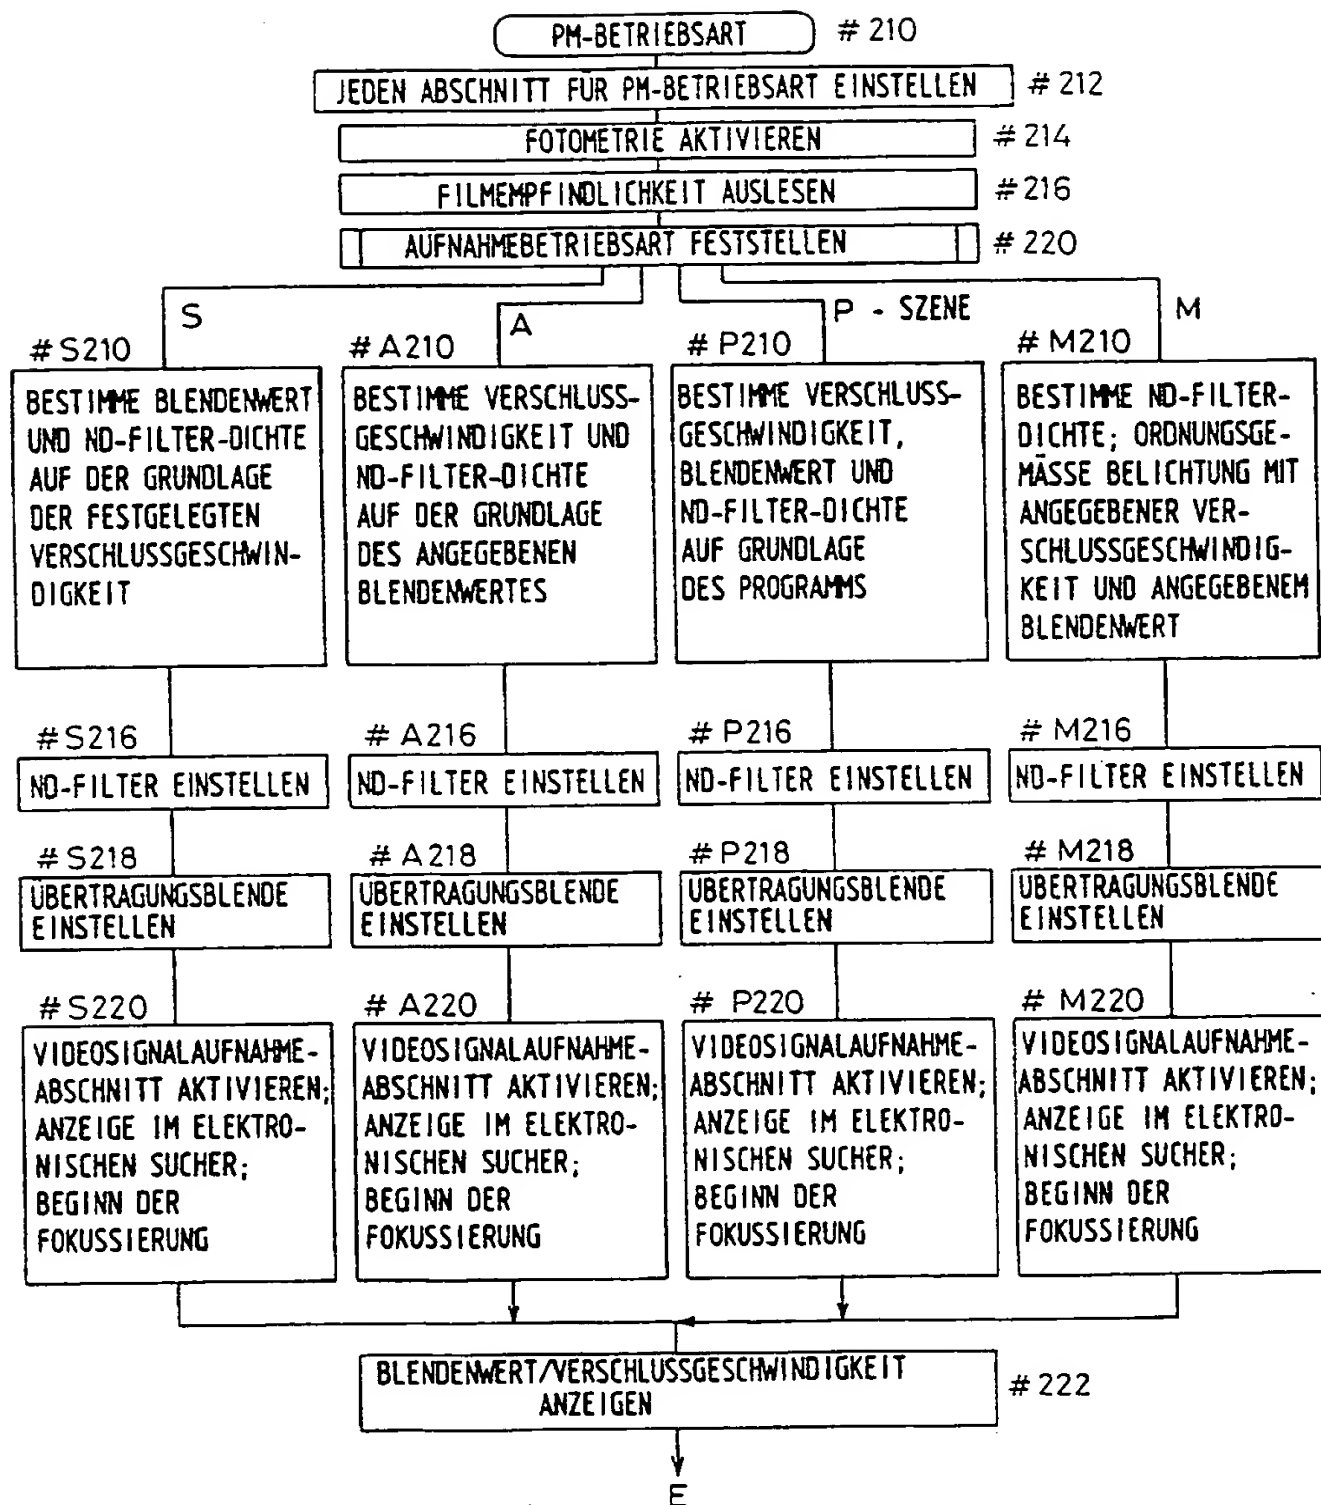 PM-BETRIEBSART # 210
JEDEN ABSCHNITT FÜR PM-BETRIEBSART EINSTELLEN # 212
FOTOMETRIE AKTIVIEREN # 214
FILMEMPFINDLICHKEIT AUSLESEN # 216
AUFNAHMEBETRIEBSART FESTSTELLEN # 220
S
A
P - SZENE
M
# S210
BESTIMME BLENDENWERT
UND ND-FILTER-DICHTE
AUF DER GRUNDLAGE
DER FESTGELEGTEN
VERSCHLUSSGESCHWIN-
DIGKEIT
# A210
BESTIMME VERSCHLUSS-
GESCHWINDIGKEIT UND
ND-FILTER-DICHTE
AUF DER GRUNDLAGE
DES ANGEGEBENEN
BLENDENWERTES
# P210
BESTIMME VERSCHLUSS-
GESCHWINDIGKEIT,
BLENDENWERT UND
ND-FILTER-DICHTE
AUF GRUNDLAGE
DES PROGRAMMS
# M210
BESTIMME ND-FILTER-
DICHTE; ORDNUNGSGE-
MÄSSE BELICHTUNG MIT
ANGEGEBENER VER-
SCHLUSSGESCHWINDIG-
KEIT UND ANGEGEBENEM
BLENDENWERT
# S216
ND-FILTER EINSTELLEN
# A216
ND-FILTER EINSTELLEN
# P216
ND-FILTER EINSTELLEN
# M216
ND-FILTER EINSTELLEN
# S218
ÜBERTRAGUNGSBLENDE
EINSTELLEN
# A218
ÜBERTRAGUNGSBLENDE
EINSTELLEN
# P218
ÜBERTRAGUNGSBLENDE
EINSTELLEN
# M218
ÜBERTRAGUNGSBLENDE
EINSTELLEN
# S220
VIDEOSIGNALAUFNAHME-
ABSCHNITT AKTIVIEREN;
ANZEIGE IM ELEKTRO-
NISCHEN SUCHER;
BEGINN DER
FOKUSSIERUNG
# A220
VIDEOSIGNALAUFNAHME-
ABSCHNITT AKTIVIEREN;
ANZEIGE IM ELEKTRO-
NISCHEN SUCHER;
BEGINN DER
FOKUSSIERUNG
# P220
VIDEOSIGNALAUFNAHME-
ABSCHNITT AKTIVIEREN;
ANZEIGE IM ELEKTRO-
NISCHEN SUCHER;
BEGINN DER
FOKUSSIERUNG
# M220
VIDEOSIGNALAUFNAHME-
ABSCHNITT AKTIVIEREN;
ANZEIGE IM ELEKTRO-
NISCHEN SUCHER;
BEGINN DER
FOKUSSIERUNG
BLENDENWERT/VERSCHLUSSGESCHWINDIGKEIT
ANZEIGEN
# 222
E